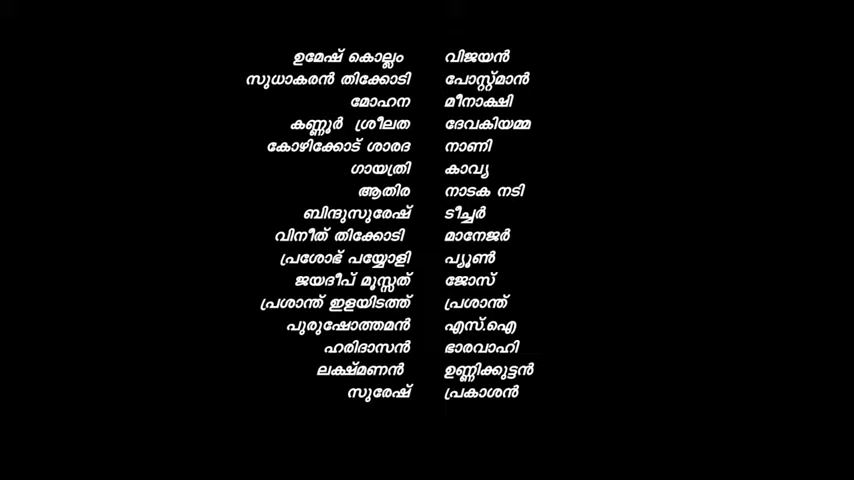 ഉമേഷ് കൊല്ലം വിജയൻ
സുധാകരൻ തിക്കോടി പോസ്റ്റ്മാൻ
മോഹന മീനാക്ഷി
കണ്ണൂർ ശ്രീലത ദേവകിയമ്മ
കോഴിക്കോട് ശാരദ നാണി
ഗായത്രി കാവ്യ
ആതിര നാടക നടി
ബിന്ദുസുരേഷ് ടീച്ചർ
വിനീത് തിക്കോടി മാനേജർ
പ്രശോഭ് പയ്യോളി പ്യൂൺ
ജയദീപ് മൂസ്സത് ജോസ്
പ്രശാന്ത് ഇളയിടത്ത് പ്രശാന്ത്
പുരുഷോത്തമൻ എസ്.ഐ
ഹരിദാസൻ ഭാരവാഹി
ലക്ഷ്മണൻ ഉണ്ണിക്കുട്ടൻ
സുരേഷ് പ്രകാശൻ